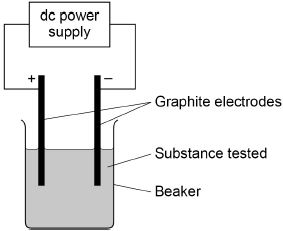 dc power
supply
+
–
Graphite electrodes
Substance tested
Beaker